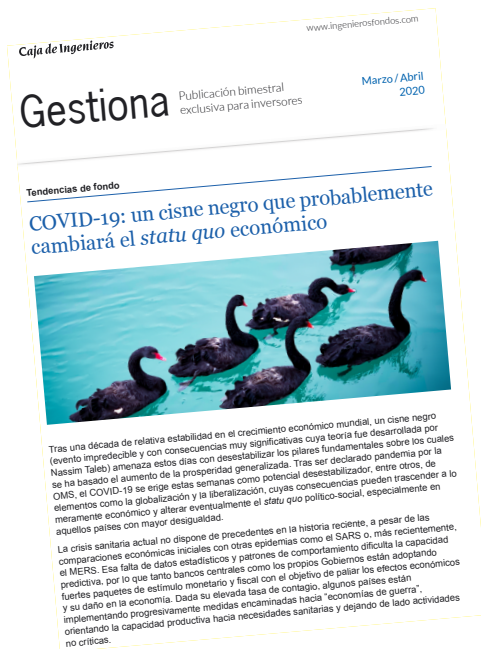 www.ingenierosfondos.com
Caja de Ingenieros
Gestiona
Publicación bimestral
exclusiva para inversores
Marzo / Abril
2020
Tendencias de fondo
COVID-19: un cisne negro que probablemente
cambiará el statu quo económico
Tras una década de relativa estabilidad en el crecimiento económico mundial, un cisne negro
(evento impredecible y con consecuencias muy significativas cuya teoría fue desarrollada por
Nassim Taleb) amenaza estos días con desestabilizar los pilares fundamentales sobre los cuales
se ha basado el aumento de la prosperidad generalizada. Tras ser declarado pandemia por la
OMS, el COVID-19 se erige estas semanas como potencial desestabilizador, entre otros, de
elementos como la globalización y la liberalización, cuyas consecuencias pueden trascender a lo
meramente económico y alterar eventualmente el statu quo político-social, especialmente en
aquellos países con mayor desigualdad.
La crisis sanitaria actual no dispone de precedentes en la historia reciente, a pesar de las
comparaciones económicas iniciales con otras epidemias como el SARS o, más recientemente,
el MERS. Esa falta de datos estadísticos y patrones de comportamiento dificulta la capacidad
predictiva, por lo que tanto bancos centrales como los propios Gobiernos están adoptando
fuertes paquetes de estímulo monetario y fiscal con el objetivo de paliar los efectos económicos
y su daño en la economía. Dada su elevada tasa de contagio, algunos países están
implementando progresivamente medidas encaminadas hacia “economías de guerra”,
orientando la capacidad productiva hacia necesidades sanitarias y dejando de lado actividades
no críticas.